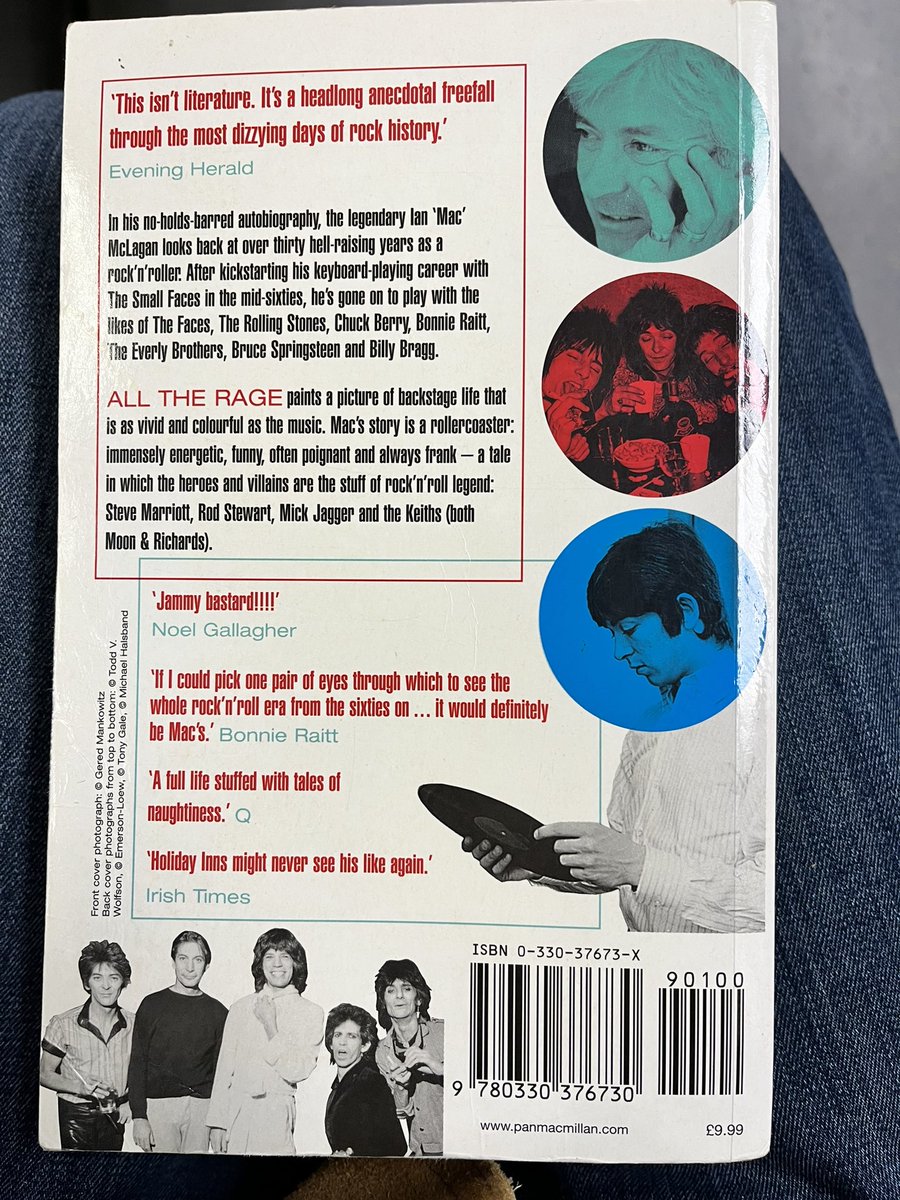 ‘This isn’t literature. It’s a headlong anecdotal freefall
through the most dizzying days of rock history.’
Evening Herald
In his no-holds-barred autobiography, the legendary Ian ‘Mac’
McLagan looks back at over thirty hell-raising years as a
rock’n’roller. After kickstarting his keyboard-playing career with
The Small Faces in the mid-sixties, he’s gone on to play with the
likes of The Faces, The Rolling Stones, Chuck Berry, Bonnie Raitt,
The Everly Brothers, Bruce Springsteen and Billy Bragg.
ALL THE RAGE paints a picture of backstage life that
is as vivid and colourful as the music. Mac’s story is a rollercoaster:
immensely energetic, funny, often poignant and always frank — a tale
in which the heroes and villains are the stuff of rock’n’roll legend:
Steve Marriott, Rod Stewart, Mick Jagger and the Keiths (both
Moon & Richards).
‘Jammy bastard!!!!’
Noel Gallagher
‘If I could pick one pair of eyes through which to see the
whole rock’n’roll era from the sixties on ... it would definitely
be Mac’s.’ Bonnie Raitt
‘A full life stuffed with tales of
naughtiness.’ Q
‘Holiday Inns might never see his like again.’
Irish Times
Front cover photograph: © Gered Mankowitz
Back cover photographs from top to bottom: © Todd V.
Wolfson, © Emerson-Loew, © Tony Gale, © Michael Halsband
ISBN 0-330-37673-X
90100
9 780330 376730
www.panmacmillan.com
£9.99